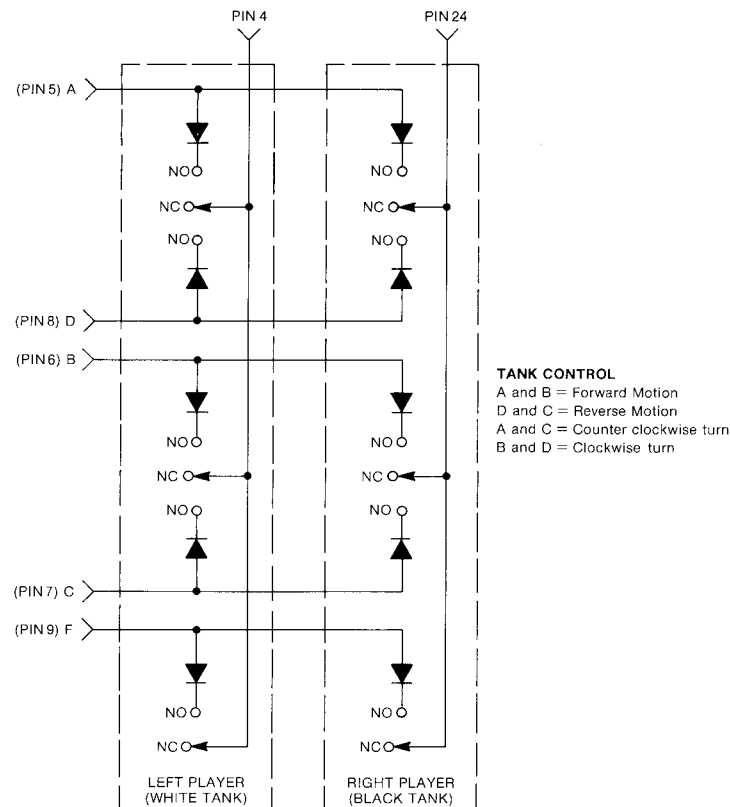 PIN 4 PIN 24
(PIN 5) A
NO NO
NC NC
NO NO
(PIN 8) D
(PIN 6) B
NO NO
NC NC
NO NO
(PIN 7) C
(PIN 9) F
NO NO
NC NC
LEFT PLAYER
(WHITE TANK)
RIGHT PLAYER
(BLACK TANK)
TANK CONTROL
A and B = Forward Motion
D and C = Reverse Motion
A and C = Counter clockwise turn
B and D = Clockwise turn